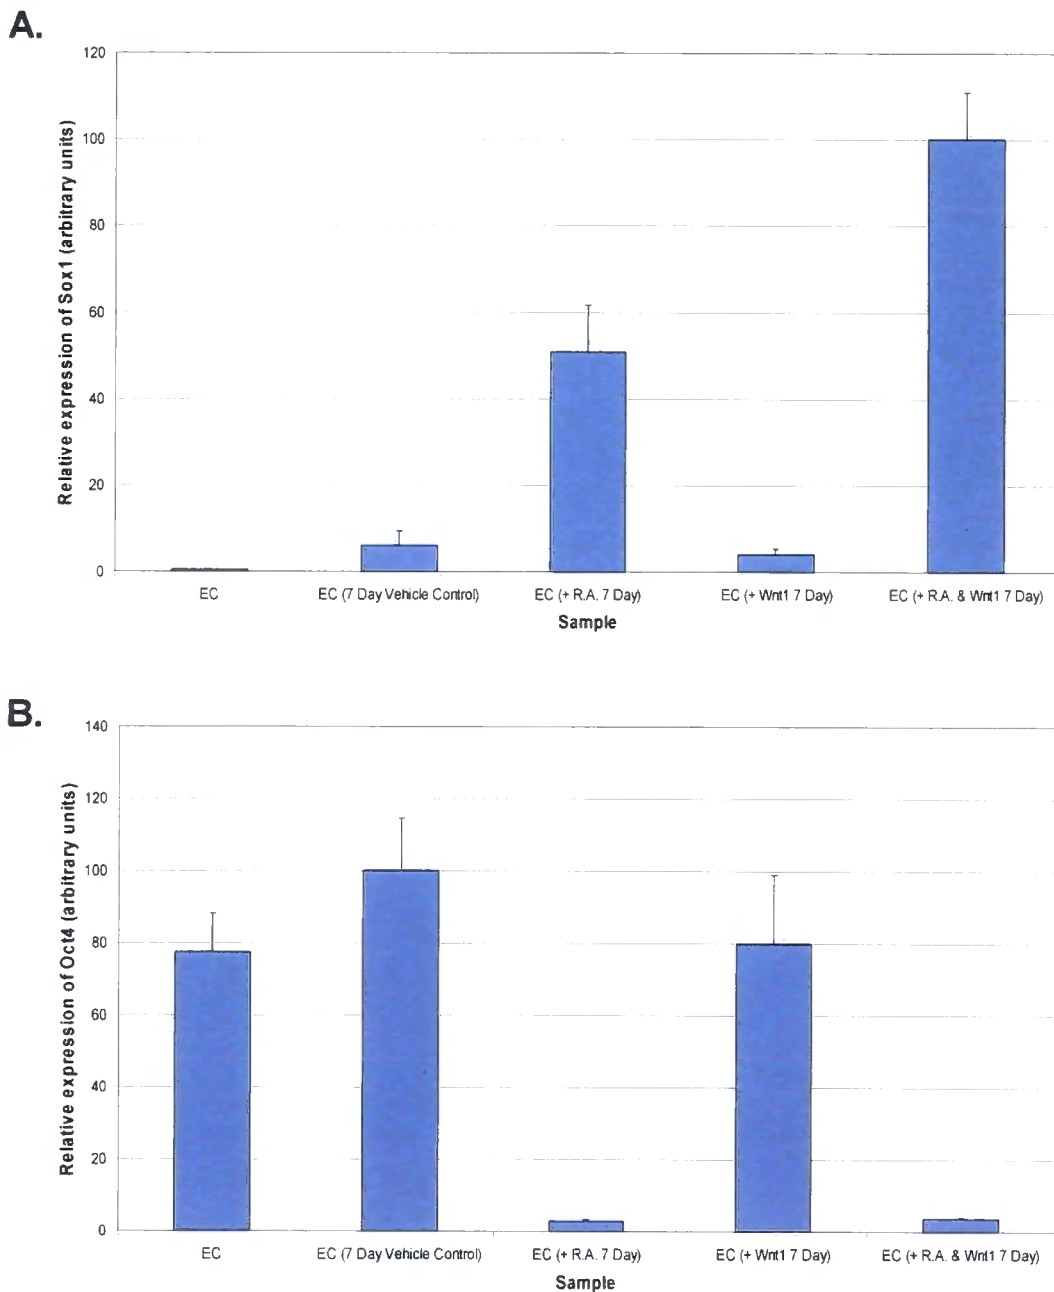 A.
Relative expression of Sox1 (arbitrary units)
120
100
80
60
40
20
0
EC
EC (7 Day Vehicle Control)
EC (+ R.A. 7 Day)
EC (+ Wnt1 7 Day)
EC (+ R.A. & Wnt1 7 Day)
Sample
B.
Relative expression of Oct4 (arbitrary units)
140
120
100
80
60
40
20
0
EC
EC (7 Day Vehicle Control)
EC (+ R.A. 7 Day)
EC (+ Wnt1 7 Day)
EC (+ R.A. & Wnt1 7 Day)
Sample